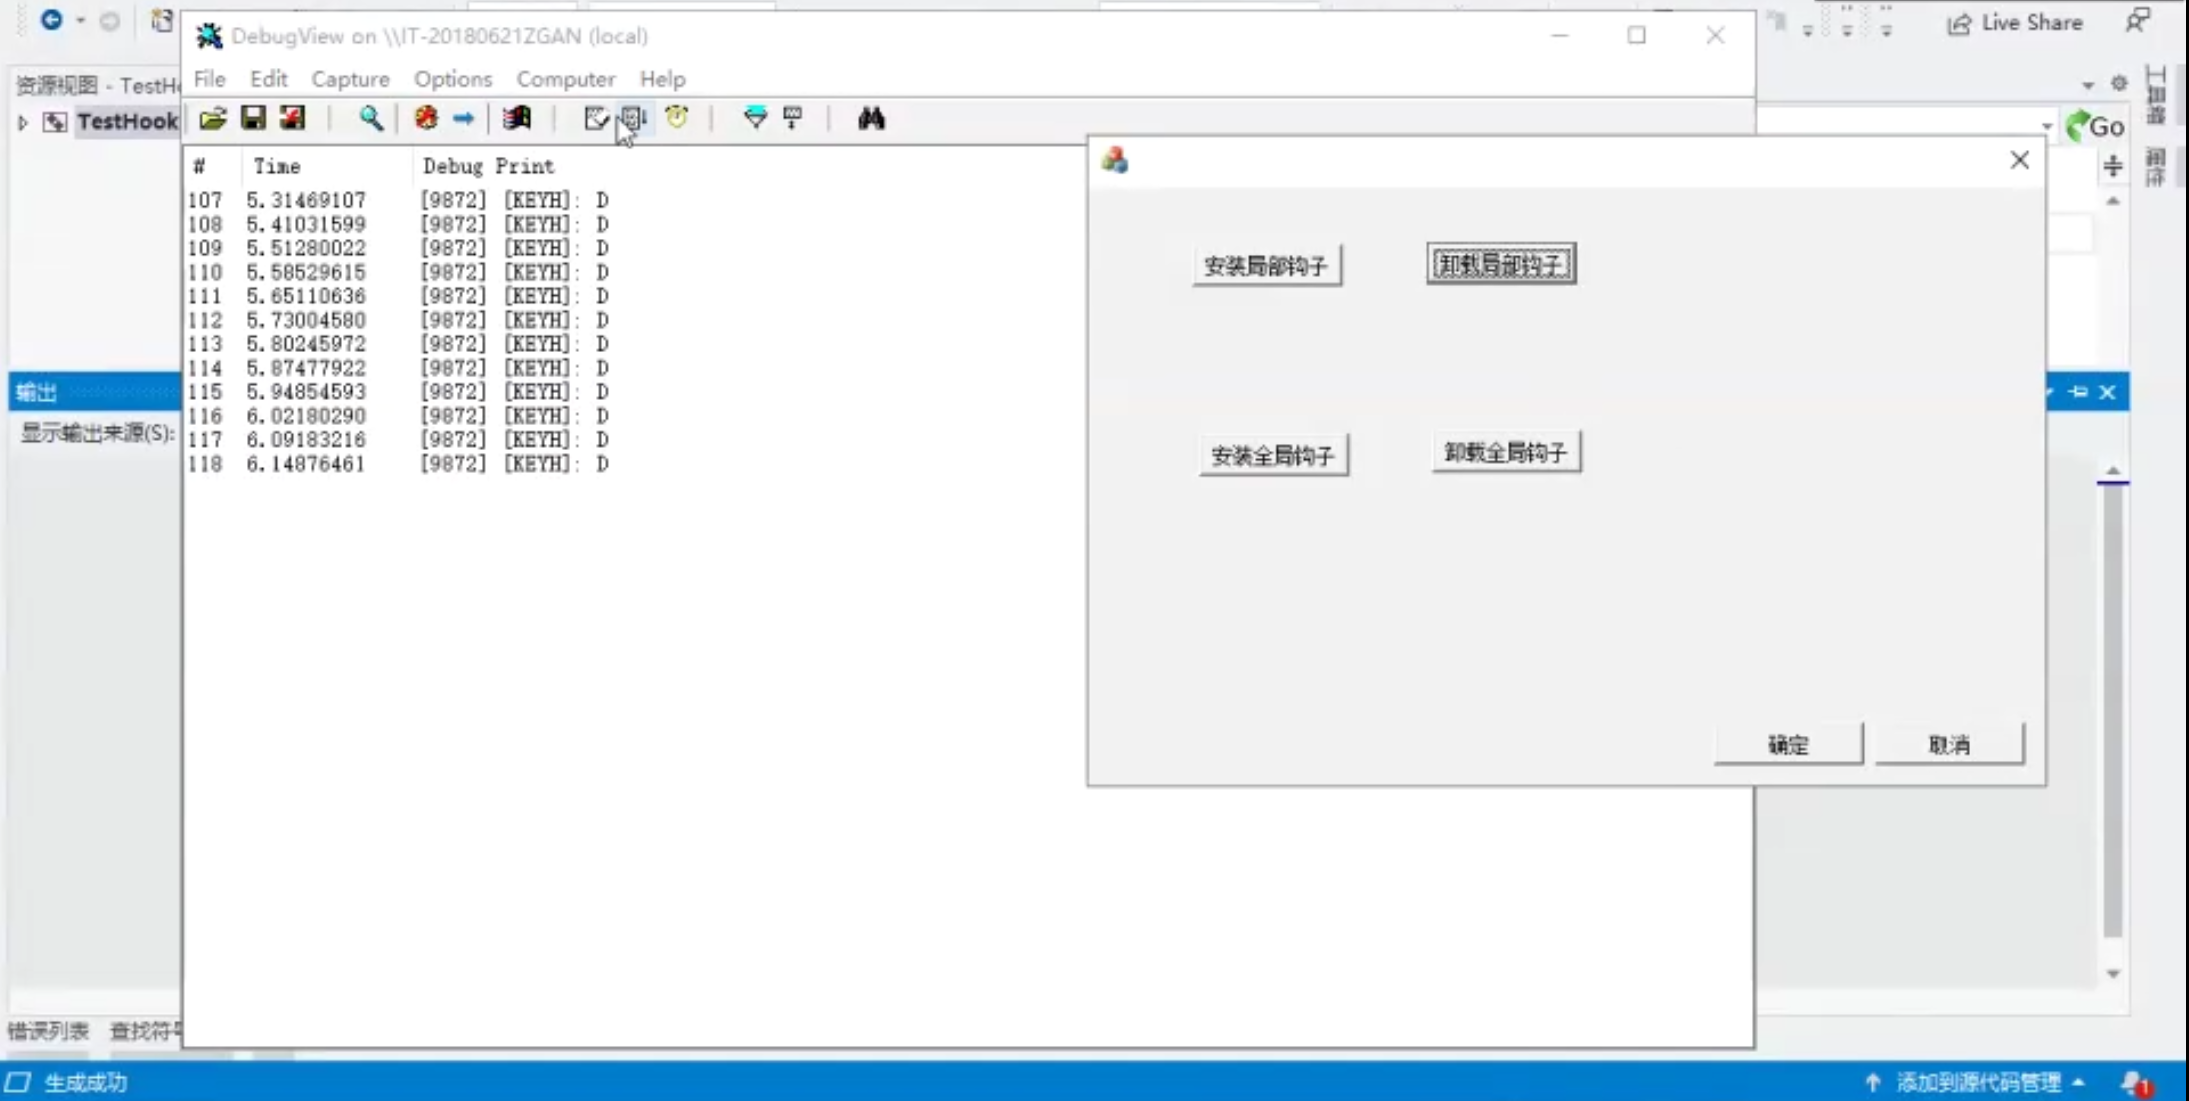 DebugView on \\IT-20180621ZGAN (local)
Live Share
File Edit Capture Options Computer Help
资源视图 - TestH
TestHook
Go
工具箱
属性
# Time Debug Print
107 5.31469107 [9872] [KEYH]: D
108 5.41031599 [9872] [KEYH]: D
109 5.51280022 [9872] [KEYH]: D
110 5.58529615 [9872] [KEYH]: D
111 5.65110636 [9872] [KEYH]: D
112 5.73004580 [9872] [KEYH]: D
113 5.80245972 [9872] [KEYH]: D
114 5.87477922 [9872] [KEYH]: D
115 5.94854593 [9872] [KEYH]: D
116 6.02180290 [9872] [KEYH]: D
117 6.09183216 [9872] [KEYH]: D
118 6.14876461 [9872] [KEYH]: D
安装局部钩子 卸载局部钩子
安装全局钩子 卸载全局钩子
确定 取消
输出
显示输出来源(S):
错误列表 查找符号
生成成功
添加到源代码管理
1